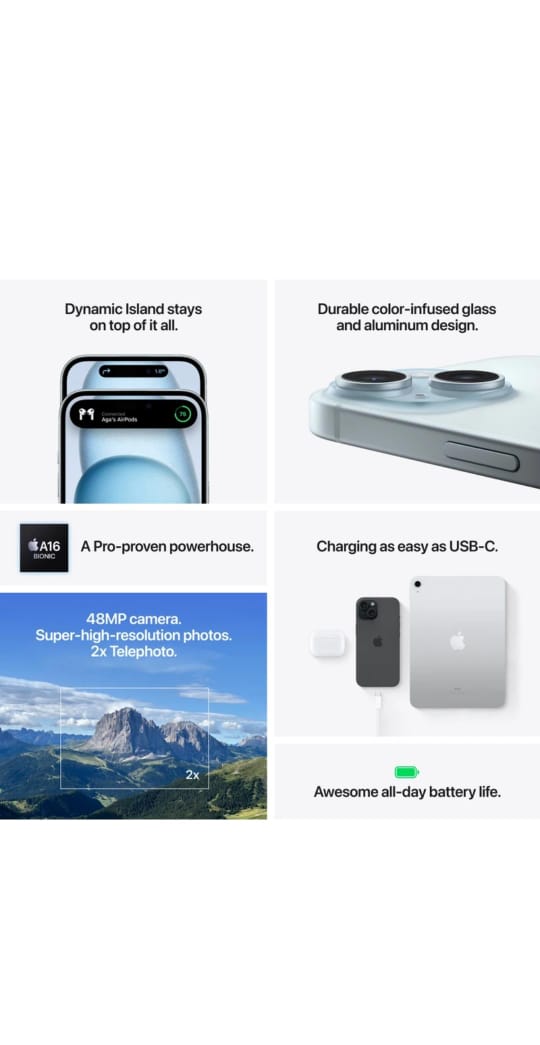 Dynamic Island stays
on top of it all.
Connected
Aga's AirPods
Durable color-infused glass
and aluminum design.
A16
BIONIC
A Pro-proven powerhouse.
Charging as easy as USB-C.
48MP camera.
Super-high-resolution photos.
2x Telephoto.
2x
Awesome all-day battery life.